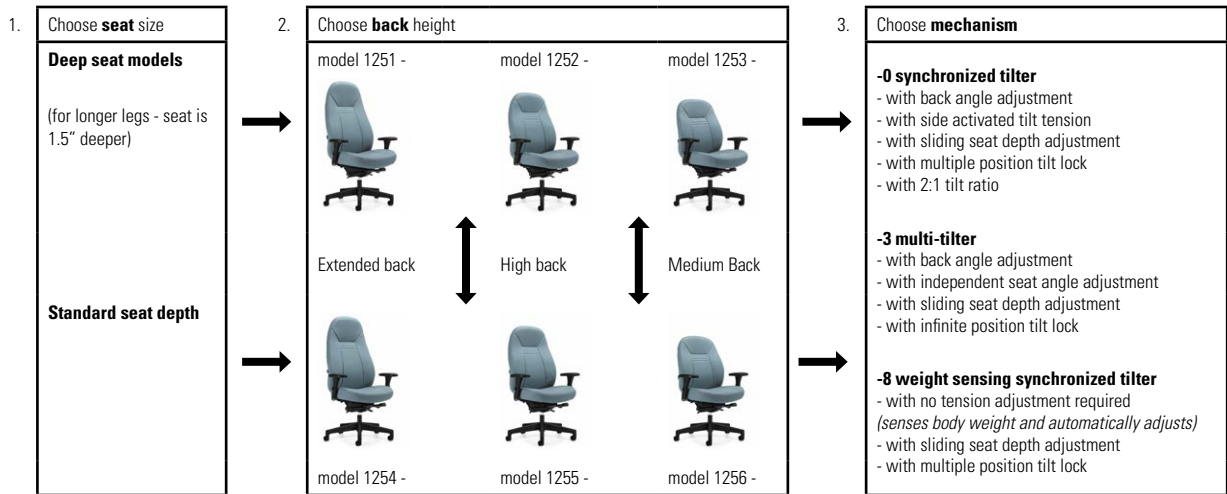 1. Choose seat size
Deep seat models
(for longer legs - seat is
1.5" deeper)
Standard seat depth
2. Choose back height
model 1251 - model 1252 - model 1253 -
Extended back High back Medium Back
model 1254 - model 1255 - model 1256 -
3. Choose mechanism
-0 synchronized tilter
- with back angle adjustment
- with side activated tilt tension
- with sliding seat depth adjustment
- with multiple position tilt lock
- with 2:1 tilt ratio
-3 multi-tilter
- with back angle adjustment
- with independent seat angle adjustment
- with sliding seat depth adjustment
- with infinite position tilt lock
-8 weight sensing synchronized tilter
- with no tension adjustment required
(senses body weight and automatically adjusts)
- with sliding seat depth adjustment
- with multiple position tilt lock